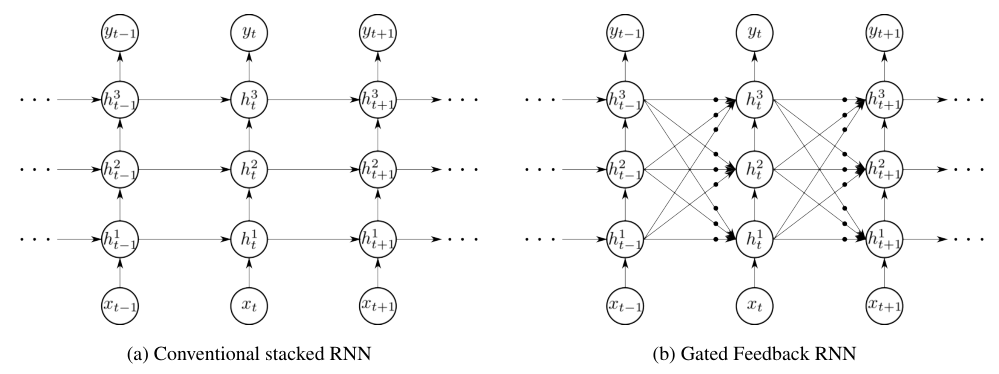 y_{t−1} y_t y_{t+1} y_{t−1} y_t y_{t+1}
· · · h^3_{t−1} h^3_t h^3_{t+1} · · · · · · h^3_{t−1} h^3_t h^3_{t+1} · · ·
· · · h^2_{t−1} h^2_t h^2_{t+1} · · · · · · h^2_{t−1} h^2_t h^2_{t+1} · · ·
· · · h^1_{t−1} h^1_t h^1_{t+1} · · · · · · h^1_{t−1} h^1_t h^1_{t+1} · · ·
x_{t−1} x_t x_{t+1} x_{t−1} x_t x_{t+1}
(a) Conventional stacked RNN (b) Gated Feedback RNN